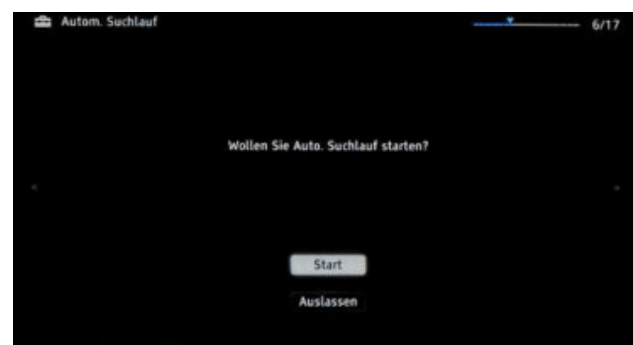 Autom. Suchlauf
6/17
Wollen Sie Auto. Suchlauf starten?
Start
Auslassen